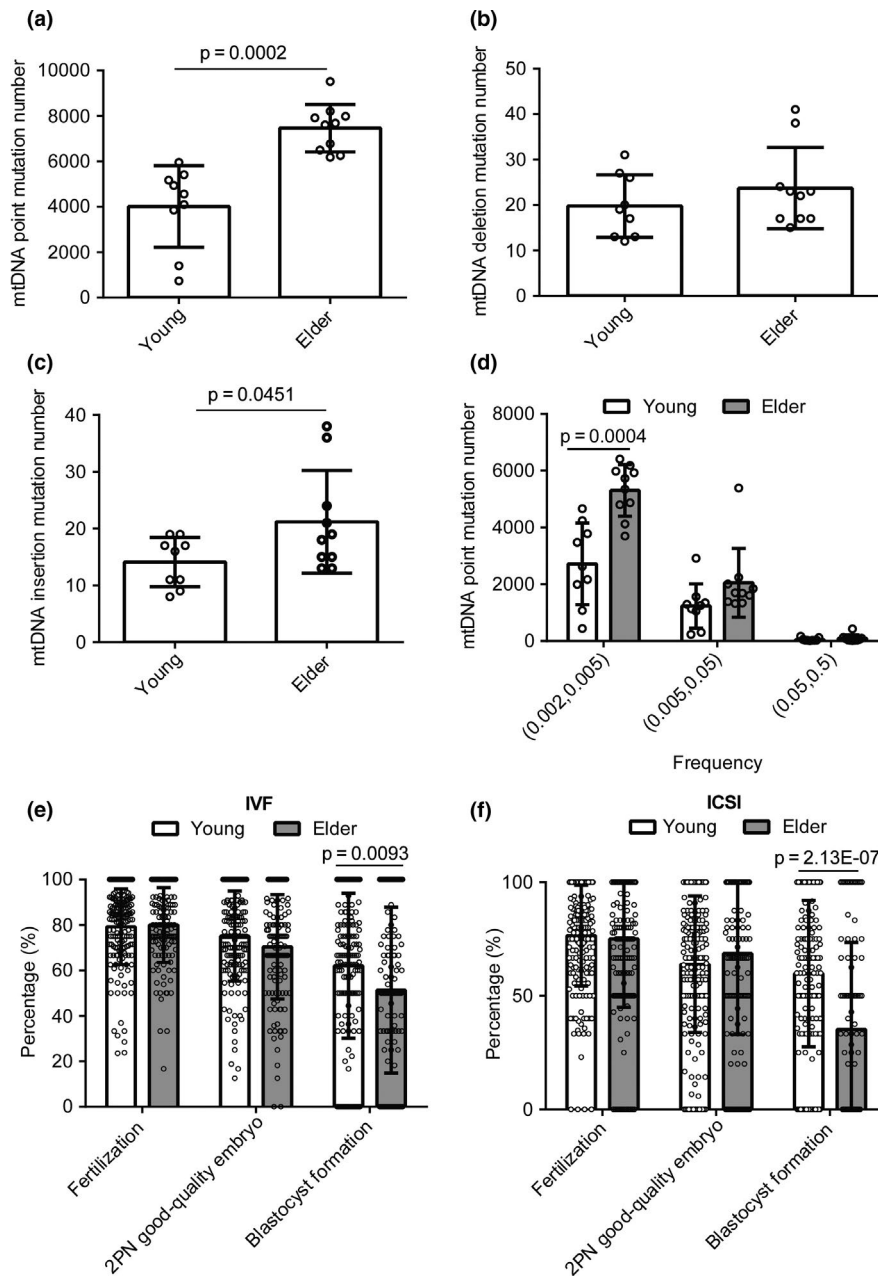 (a)
p = 0.0002
mtDNA point mutation number
10000
8000
6000
4000
2000
0
Young
Elder
(b)
mtDNA deletion mutation number
50
40
30
20
10
0
Young
Elder
(c)
p = 0.0451
mtDNA insertion mutation number
40
30
20
10
0
Young
Elder
(d)
Young
Elder
p = 0.0004
mtDNA point mutation number
8000
6000
4000
2000
0
(0.002,0.005)
(0.005,0.05)
(0.05,0.5)
Frequency
(e)
IVF
Young
Elder
p = 0.0093
Percentage (%)
100
80
60
40
20
0
Fertilization
2PN good-quality embryo
Blastocyst formation
(f)
ICSI
Young
Elder
p = 2.13E-07
Percentage (%)
100
50
0
Fertilization
2PN good-quality embryo
Blastocyst formation